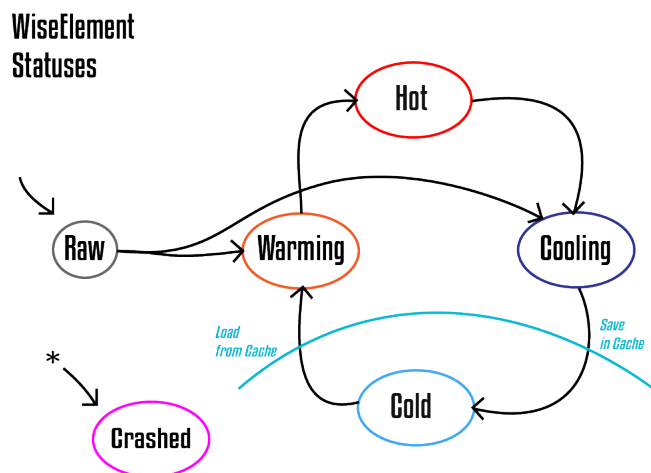 WiseElement
Statuses
Hot
Raw
Warming
Cooling
Load
from Cache
Save
in Cache
*
Cold
Crashed